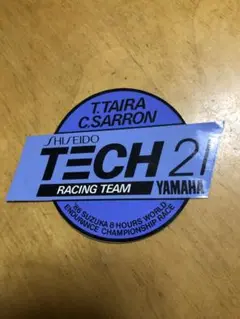 T.TAIRA
C.SARRON
SHISEIDO
TECH 21
RACING TEAM YAMAHA
'86 SUZUKA 8 HOURS WORLD
ENDURANCE CHAMPIONSHIP RACE